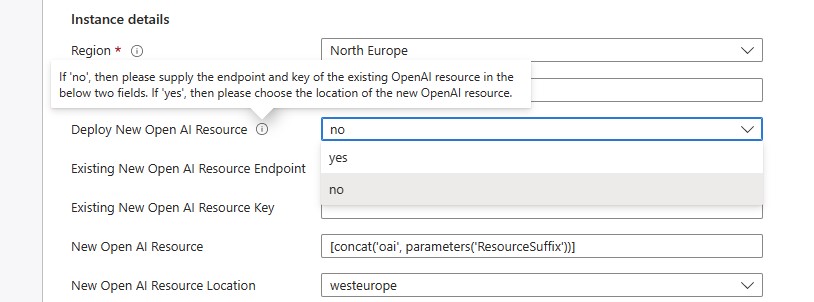 Instance details
Region *
North Europe
If 'no', then please supply the endpoint and key of the existing OpenAI resource in the
below two fields. If 'yes', then please choose the location of the new OpenAI resource.
Deploy New Open AI Resource
no
yes
Existing New Open AI Resource Endpoint
no
Existing New Open AI Resource Key
New Open AI Resource
[concat('oai', parameters('ResourceSuffix'))]
New Open AI Resource Location
westeurope